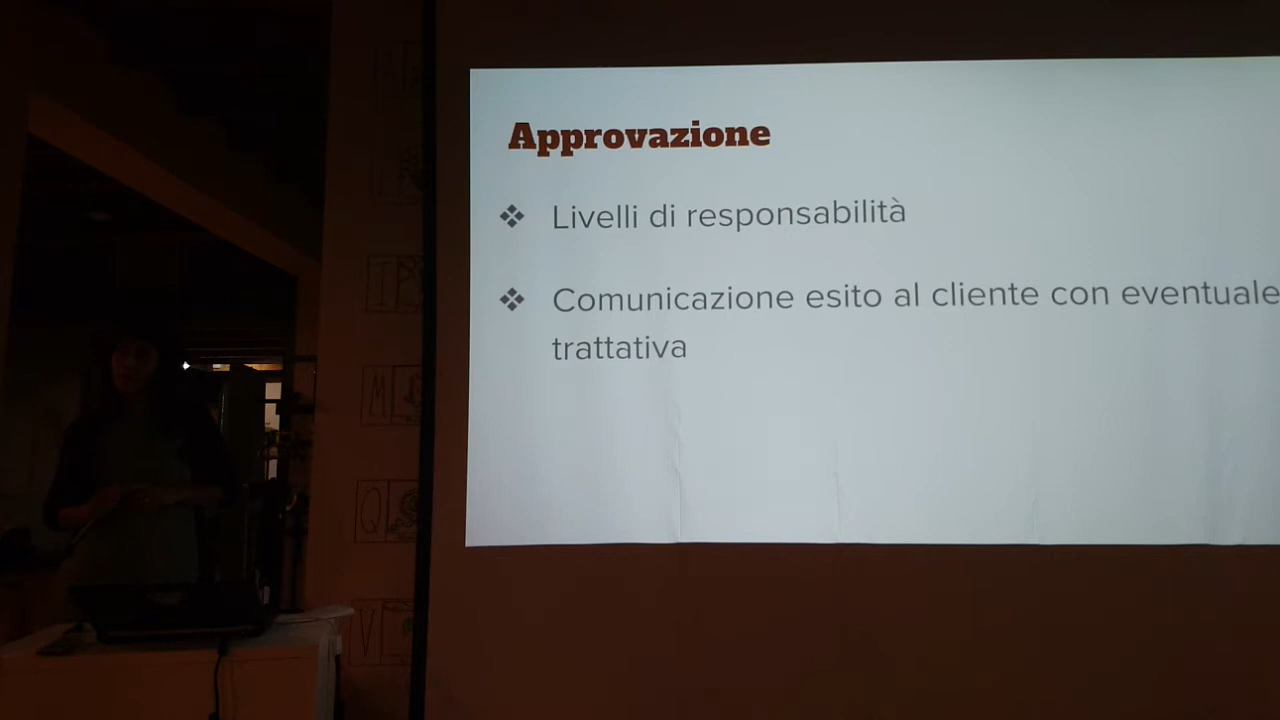 Approvazione
Livelli di responsabilità
Comunicazione esito al cliente con eventuale
trattativa
M
Q
V